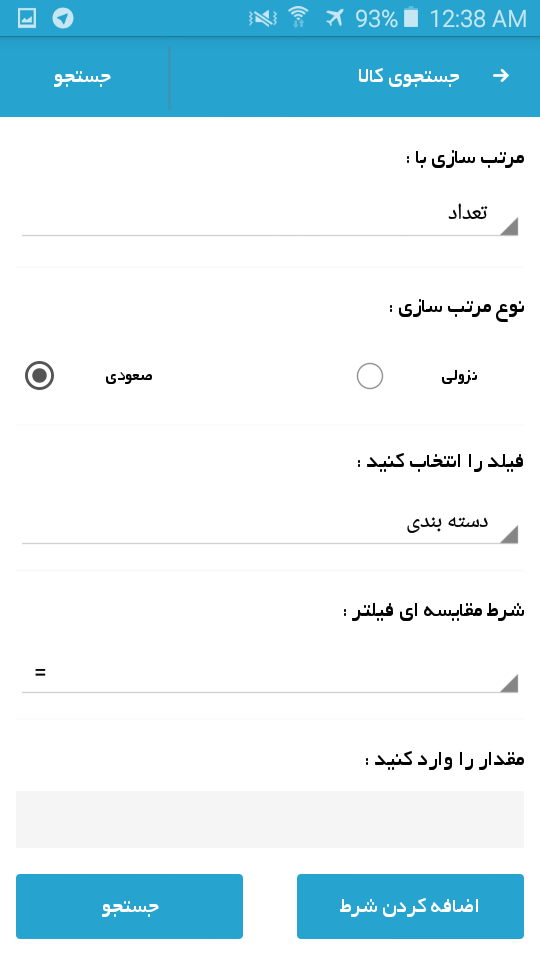 93% 12:38 AM
جستجوی کالا
جستجو
مرتب سازی با :
تعداد
نوع مرتب سازی :
نزولی
صعودی
فیلد را انتخاب کنید :
دسته بندی
شرط مقایسه ای فیلتر :
=
مقدار را وارد کنید :
اضافه کردن شرط
جستجو